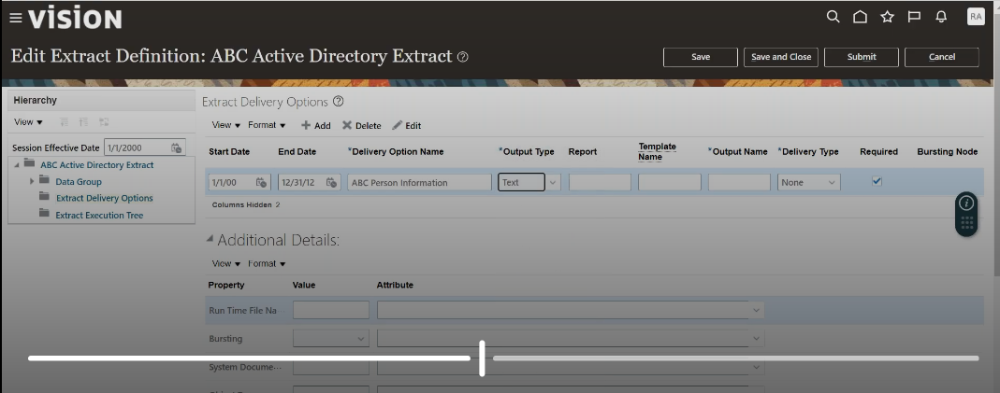 vision
RA
Edit Extract Definition: ABC Active Directory Extract
Save
Save and Close
Submit
Cancel
Hierarchy
View
Session Effective Date 1/1/2000
ABC Active Directory Extract
Data Group
Extract Delivery Options
Extract Execution Tree
Extract Delivery Options
View Format Add Delete Edit
Start Date End Date *Delivery Option Name *Output Type Report Template Name *Output Name *Delivery Type Required Bursting Node
1/1/00 12/31/12 ABC Person Information Text None
Columns Hidden 2
Additional Details:
View Format
Property Value Attribute
Run Time File Na...
Bursting
System Docume...